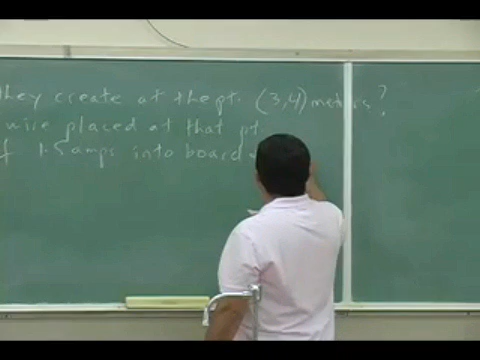 they create at the pt. (3,4) meters?
wire placed at that pt
f 1.5 amps into board